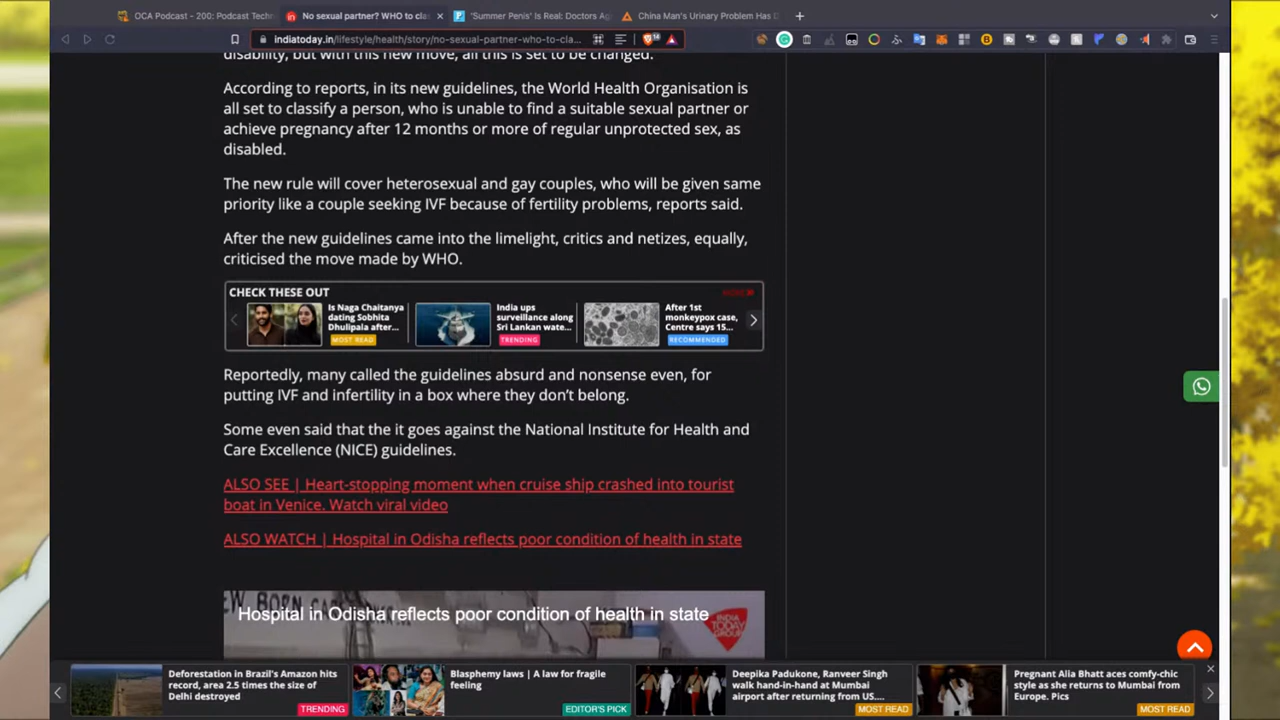 OCA Podcast - 200: Podcast Techn
No sexual partner? WHO to clas
'Summer Penis' Is Real: Doctors Ag
China Man's Urinary Problem Has D
indiatoday.in/lifestyle/health/story/no-sexual-partner-who-to-cla...
disability, but with this new move, all this is set to be changed.
According to reports, in its new guidelines, the World Health Organisation is
all set to classify a person, who is unable to find a suitable sexual partner or
achieve pregnancy after 12 months or more of regular unprotected sex, as
disabled.
The new rule will cover heterosexual and gay couples, who will be given same
priority like a couple seeking IVF because of fertility problems, reports said.
After the new guidelines came into the limelight, critics and netizes, equally,
criticised the move made by WHO.
CHECK THESE OUT
MORE
Is Naga Chaitanya
dating Sobhita
Dhulipala after...
MOST READ
India ups
surveillance along
Sri Lankan wate...
TRENDING
After 1st
monkeypox case,
Centre says 15...
RECOMMENDED
Reportedly, many called the guidelines absurd and nonsense even, for
putting IVF and infertility in a box where they don't belong.
Some even said that the it goes against the National Institute for Health and
Care Excellence (NICE) guidelines.
ALSO SEE | Heart-stopping moment when cruise ship crashed into tourist
boat in Venice. Watch viral video
ALSO WATCH | Hospital in Odisha reflects poor condition of health in state
Hospital in Odisha reflects poor condition of health in state
INDIA
TODAY
GROUP
Deforestation in Brazil's Amazon hits
record, area 2.5 times the size of
Delhi destroyed
TRENDING
Blasphemy laws | A law for fragile
feeling
EDITOR'S PICK
Deepika Padukone, Ranveer Singh
walk hand-in-hand at Mumbai
airport after returning from US....
MOST READ
Pregnant Alia Bhatt aces comfy-chic
style as she returns to Mumbai from
Europe. Pics
MOST READ